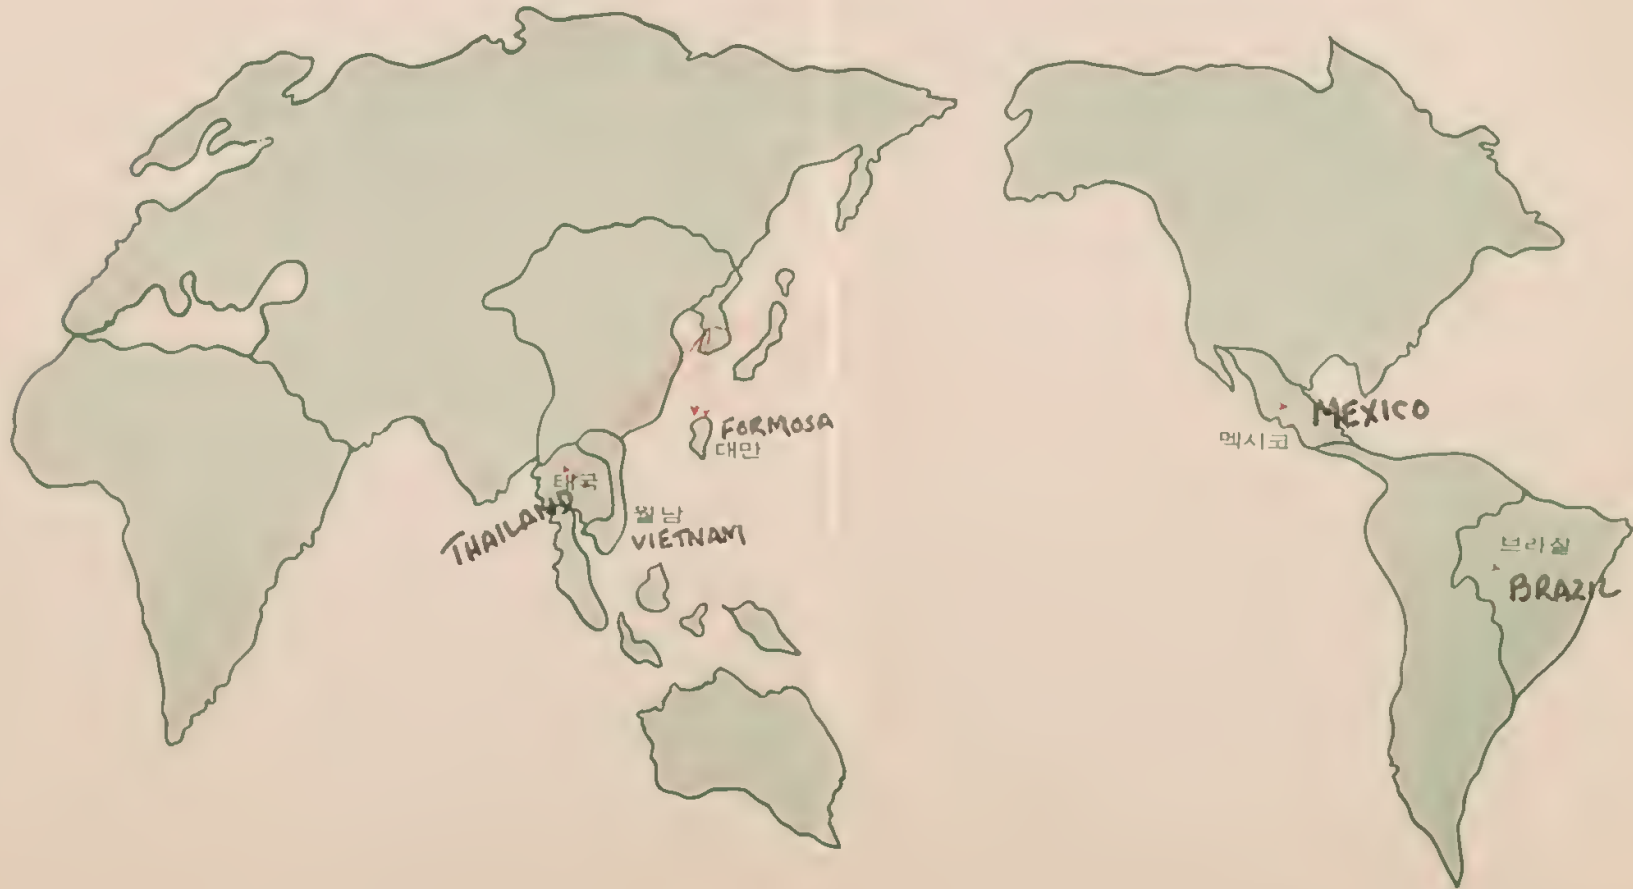 FORMOSA
대만
태국
THAILAND
월남
VIETNAM
MEXICO
멕시코
브라질
BRAZIL